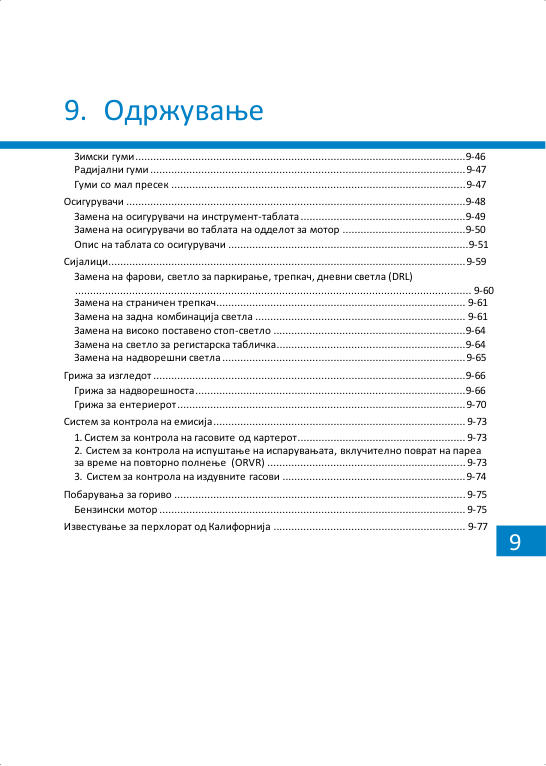 9. Одржување
Зимски гуми........................................................................................................9-46
Радијални гуми...................................................................................................9-47
Гуми со мал пресек ............................................................................................9-47
Осигурувачи ..........................................................................................................9-48
Замена на осигурувачи на инструмент-таблата..................................................9-49
Замена на осигурувачи во таблата на одделот за мотор ....................................9-50
Опис на таблата со осигурувачи ..........................................................................9-51
Сијалици................................................................................................................9-59
Замена на фарови, светло за паркирање, трепкач, дневни светла (DRL)
.................................................................................................................................... 9-60
Замена на страничен трепкач.............................................................................. 9-61
Замена на задна комбинација светла .................................................................. 9-61
Замена на високо поставено стоп-светло ............................................................9-64
Замена на светло за регистарска табличка..........................................................9-64
Замена на надворешни светла .............................................................................9-65
Грижа за изгледот ..................................................................................................9-66
Грижа за надворешноста......................................................................................9-66
Грижа за ентериерот............................................................................................9-70
Систем за контрола на емисија.............................................................................. 9-73
1. Систем за контрола на гасовите од картерот................................................... 9-73
2. Систем за контрола на испуштање на испарувањата, вклучително поврат на пареа
за време на повторно полнење (ORVR) ...............................................................9-73
3. Систем за контрола на издувните гасови ..........................................................9-74
Побарувања за гориво ........................................................................................... 9-75
Бензински мотор ................................................................................................. 9-75
Известување за перхлорат од Калифорнија .......................................................... 9-77
9